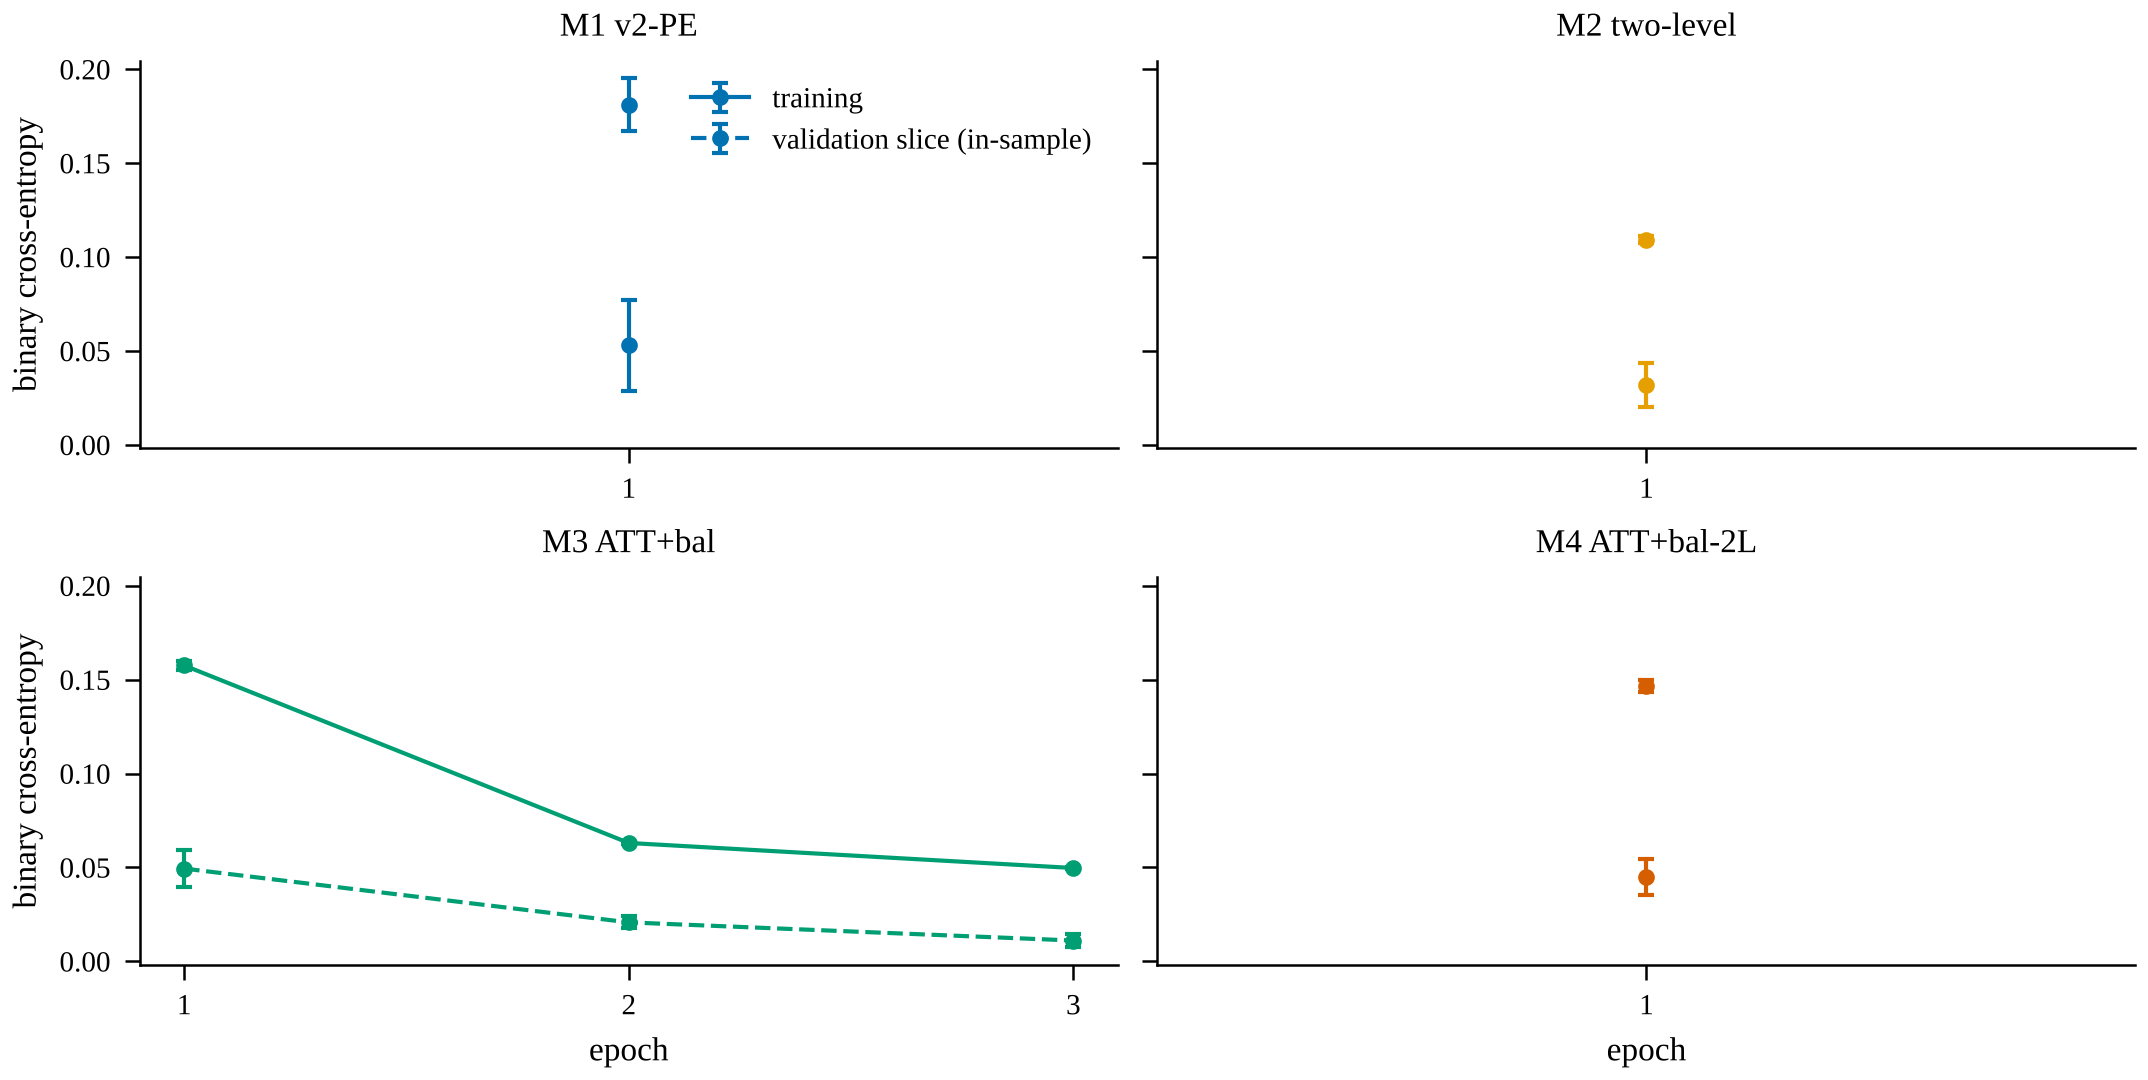 M1 v2-PE
M2 two-level
binary cross-entropy
0.20
0.15
0.10
0.05
0.00
training
validation slice (in-sample)
1
1
M3 ATT+bal
M4 ATT+bal-2L
binary cross-entropy
0.20
0.15
0.10
0.05
0.00
1
2
3
1
epoch
epoch